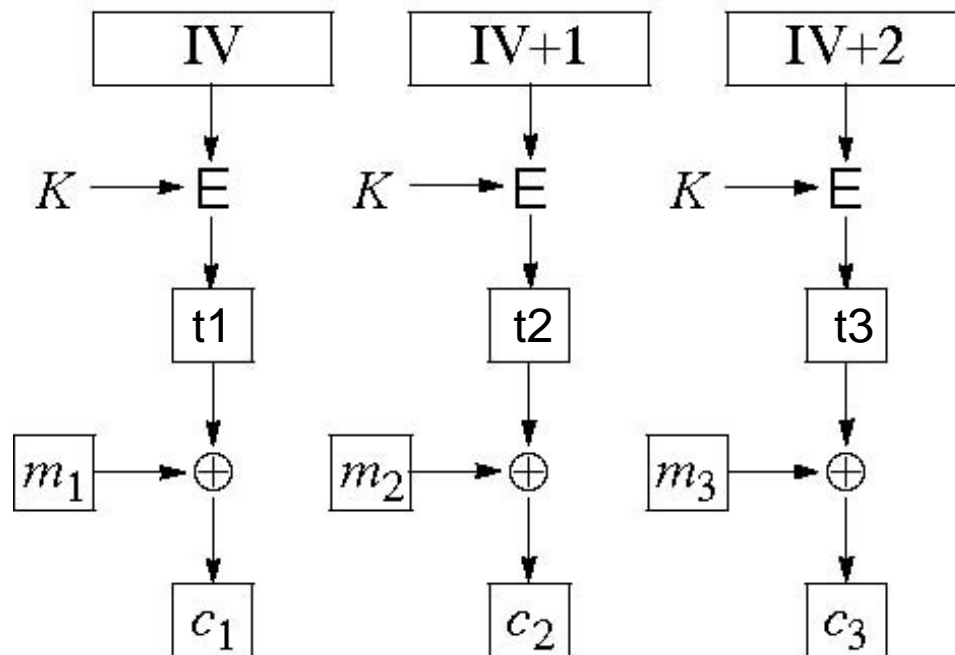 IV IV+1 IV+2
K E K E K E
t1 t2 t3
m₁ ⊕ m₂ ⊕ m₃ ⊕
c₁ c₂ c₃